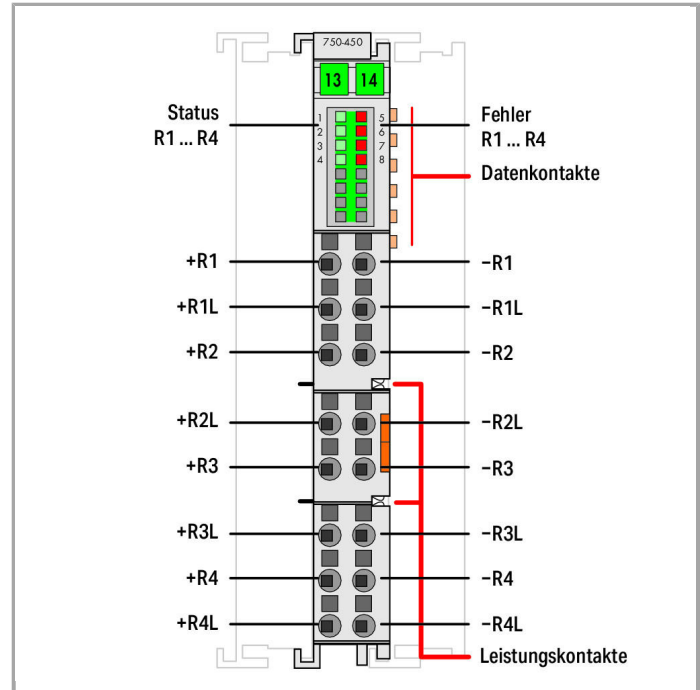 750-450
13 14
Status
R1 ... R4
1
2
3
4
5
6
7
8
Fehler
R1 ... R4
Datenkontakte
+R1
−R1
+R1L
−R1L
+R2
−R2
+R2L
−R2L
+R3
−R3
+R3L
−R3L
+R4
−R4
+R4L
−R4L
Leistungskontakte